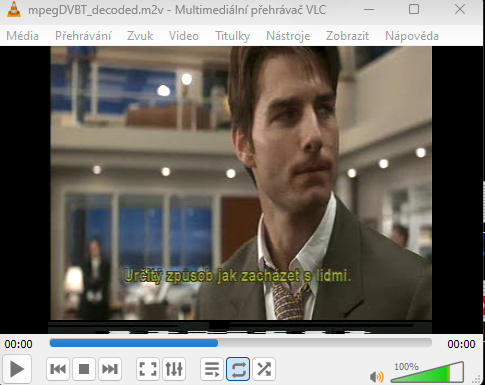 mpegDVBT_decoded.m2v - Multimediální přehrávač VLC
Média Přehrávání Zvuk Video Titulky Nástroje Zobrazit Nápověda
Určitý způsob jak zacházet s lidmi.
00:00 00:00
100%